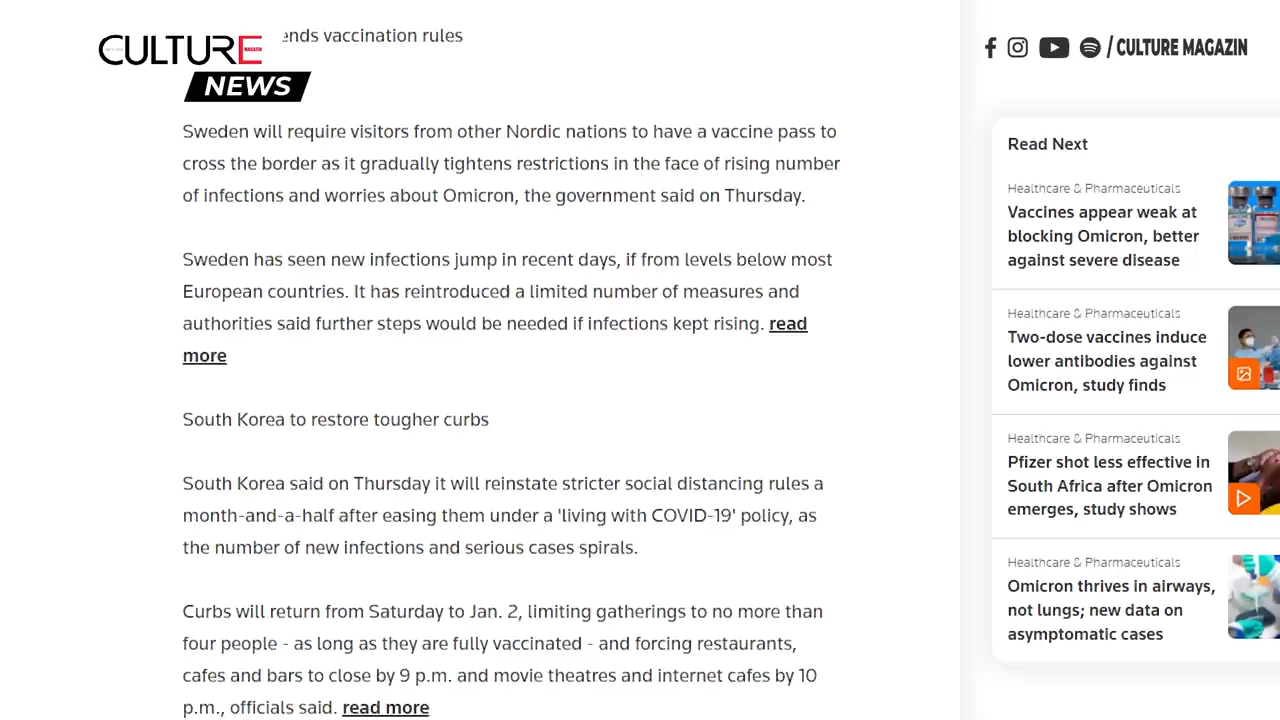 CULTURE
MAGAZIN
NEWS
ends vaccination rules
/ CULTURE MAGAZIN
Sweden will require visitors from other Nordic nations to have a vaccine pass to
cross the border as it gradually tightens restrictions in the face of rising number
of infections and worries about Omicron, the government said on Thursday.
Sweden has seen new infections jump in recent days, if from levels below most
European countries. It has reintroduced a limited number of measures and
authorities said further steps would be needed if infections kept rising. read
more
South Korea to restore tougher curbs
South Korea said on Thursday it will reinstate stricter social distancing rules a
month-and-a-half after easing them under a 'living with COVID-19' policy, as
the number of new infections and serious cases spirals.
Curbs will return from Saturday to Jan. 2, limiting gatherings to no more than
four people - as long as they are fully vaccinated - and forcing restaurants,
cafes and bars to close by 9 p.m. and movie theatres and internet cafes by 10
p.m., officials said. read more
Read Next
Healthcare & Pharmaceuticals
Vaccines appear weak at
blocking Omicron, better
against severe disease
Healthcare & Pharmaceuticals
Two-dose vaccines induce
lower antibodies against
Omicron, study finds
Healthcare & Pharmaceuticals
Pfizer shot less effective in
South Africa after Omicron
emerges, study shows
Healthcare & Pharmaceuticals
Omicron thrives in airways,
not lungs; new data on
asymptomatic cases